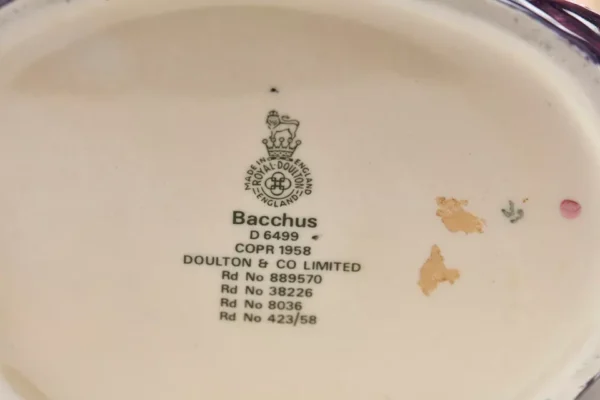 MADE IN ENGLAND
ROYAL DOULTON
ENGLAND
Bacchus
D 6499
COPR 1958
DOULTON & CO LIMITED
Rd No 889570
Rd No 38226
Rd No 8036
Rd No 423/58